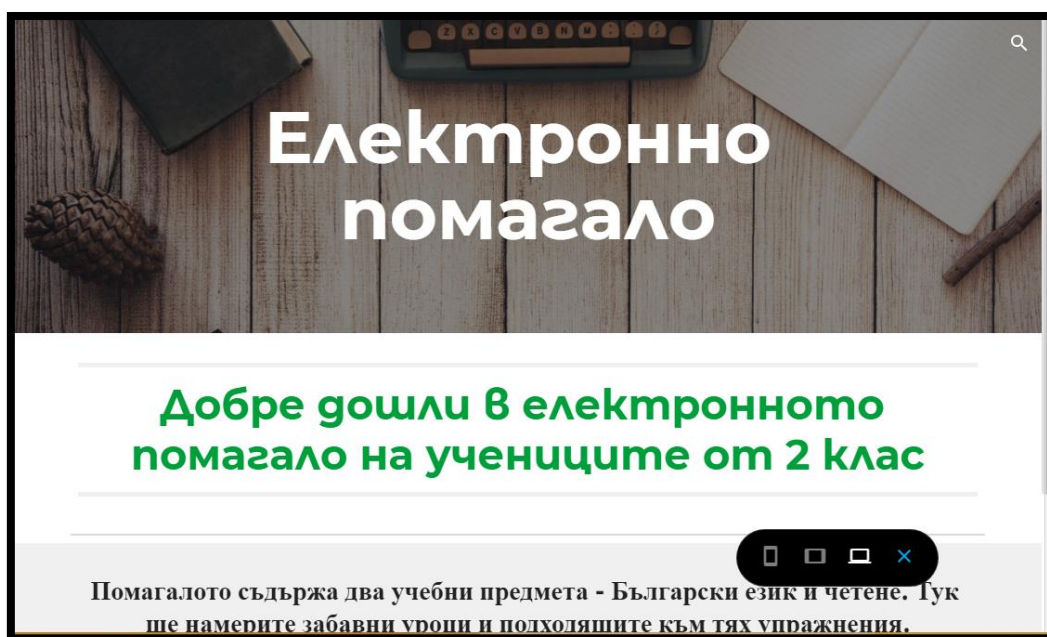 Z X C V B N M
Електронно
помагало
Добре дошли в електронното
помагало на учениците от 2 клас
Помагалото съдържа два учебни предмета - Български език и четене. Тук
ще намерите забавни уроци и подходящите към тях упражнения.